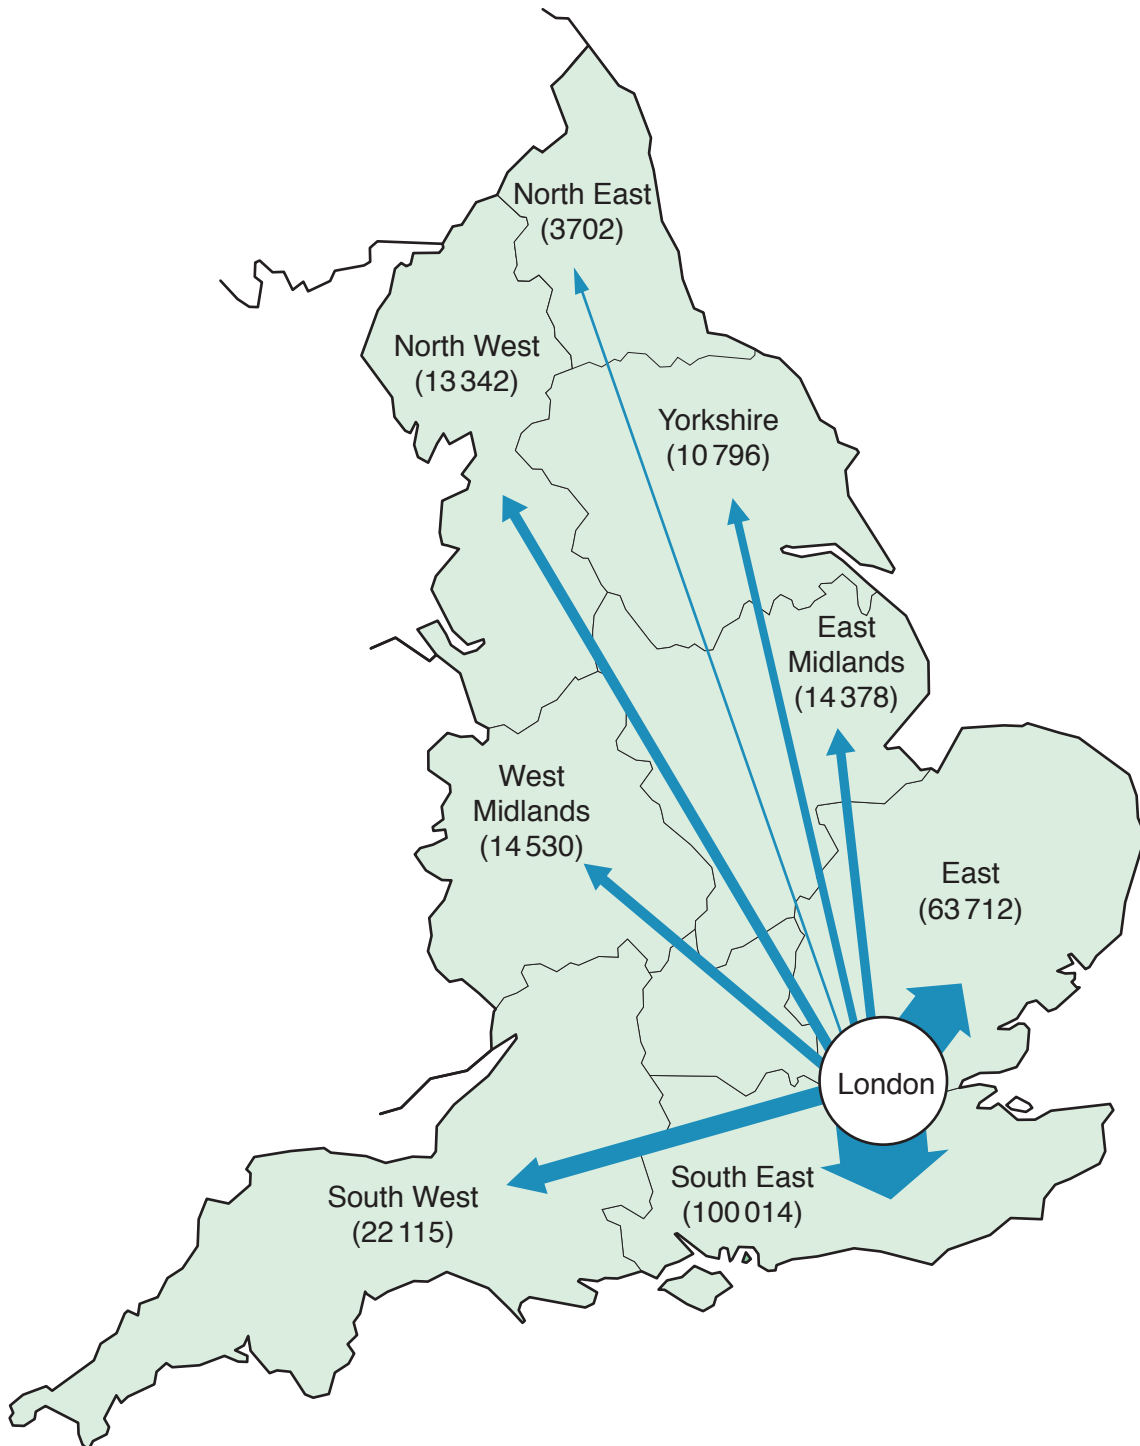 North East
(3702)
North West
(13 342)
Yorkshire
(10 796)
East
Midlands
(14 378)
West
Midlands
(14 530)
East
(63 712)
London
South East
(100 014)
South West
(22 115)